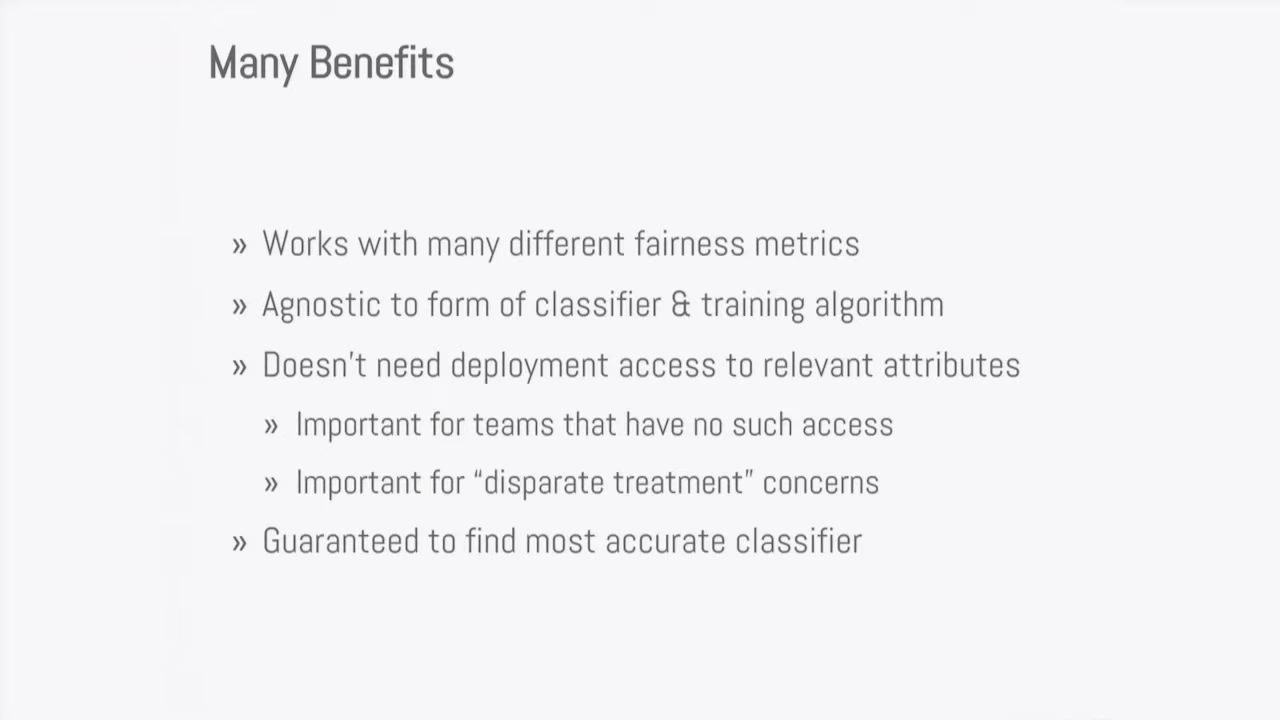 Many Benefits
» Works with many different fairness metrics
» Agnostic to form of classifier & training algorithm
» Doesn't need deployment access to relevant attributes
» Important for teams that have no such access
» Important for “disparate treatment” concerns
» Guaranteed to find most accurate classifier